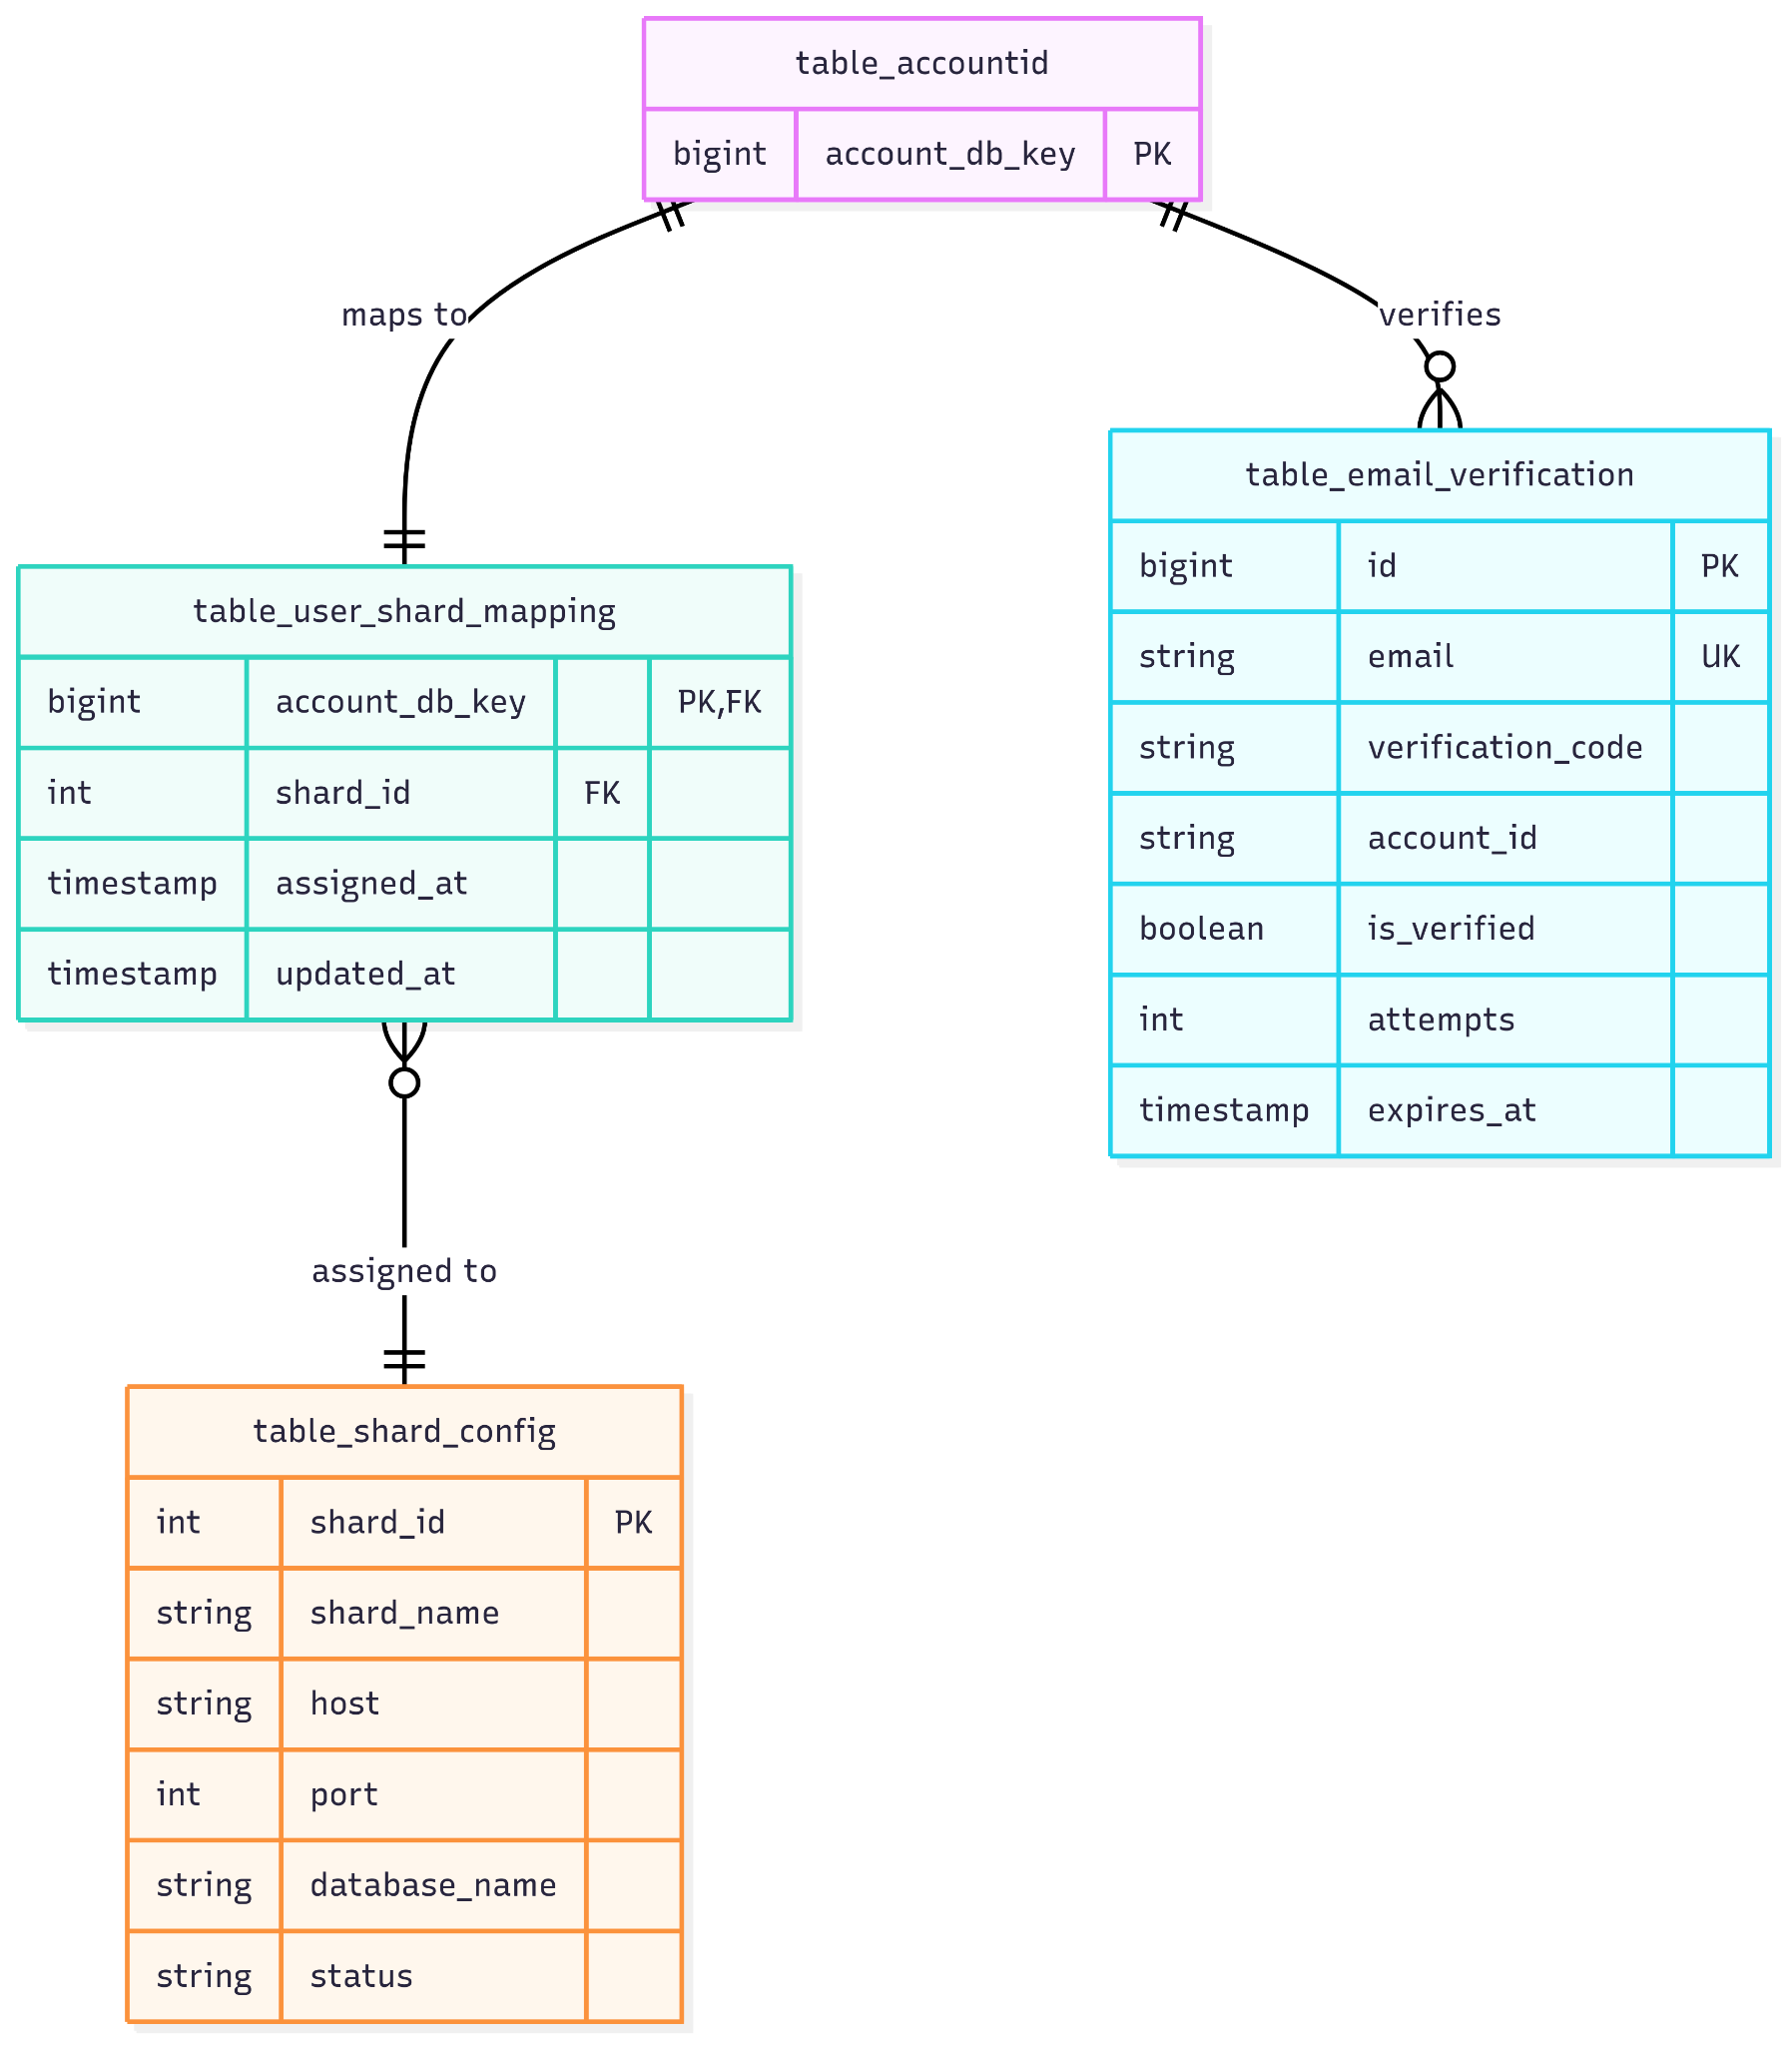 table_accountid
bigint account_db_key PK
maps to
verifies
table_email_verification
bigint id PK
string email UK
string verification_code
string account_id
boolean is_verified
int attempts
timestamp expires_at
table_user_shard_mapping
bigint account_db_key PK,FK
int shard_id FK
timestamp assigned_at
timestamp updated_at
assigned to
table_shard_config
int shard_id PK
string shard_name
string host
int port
string database_name
string status